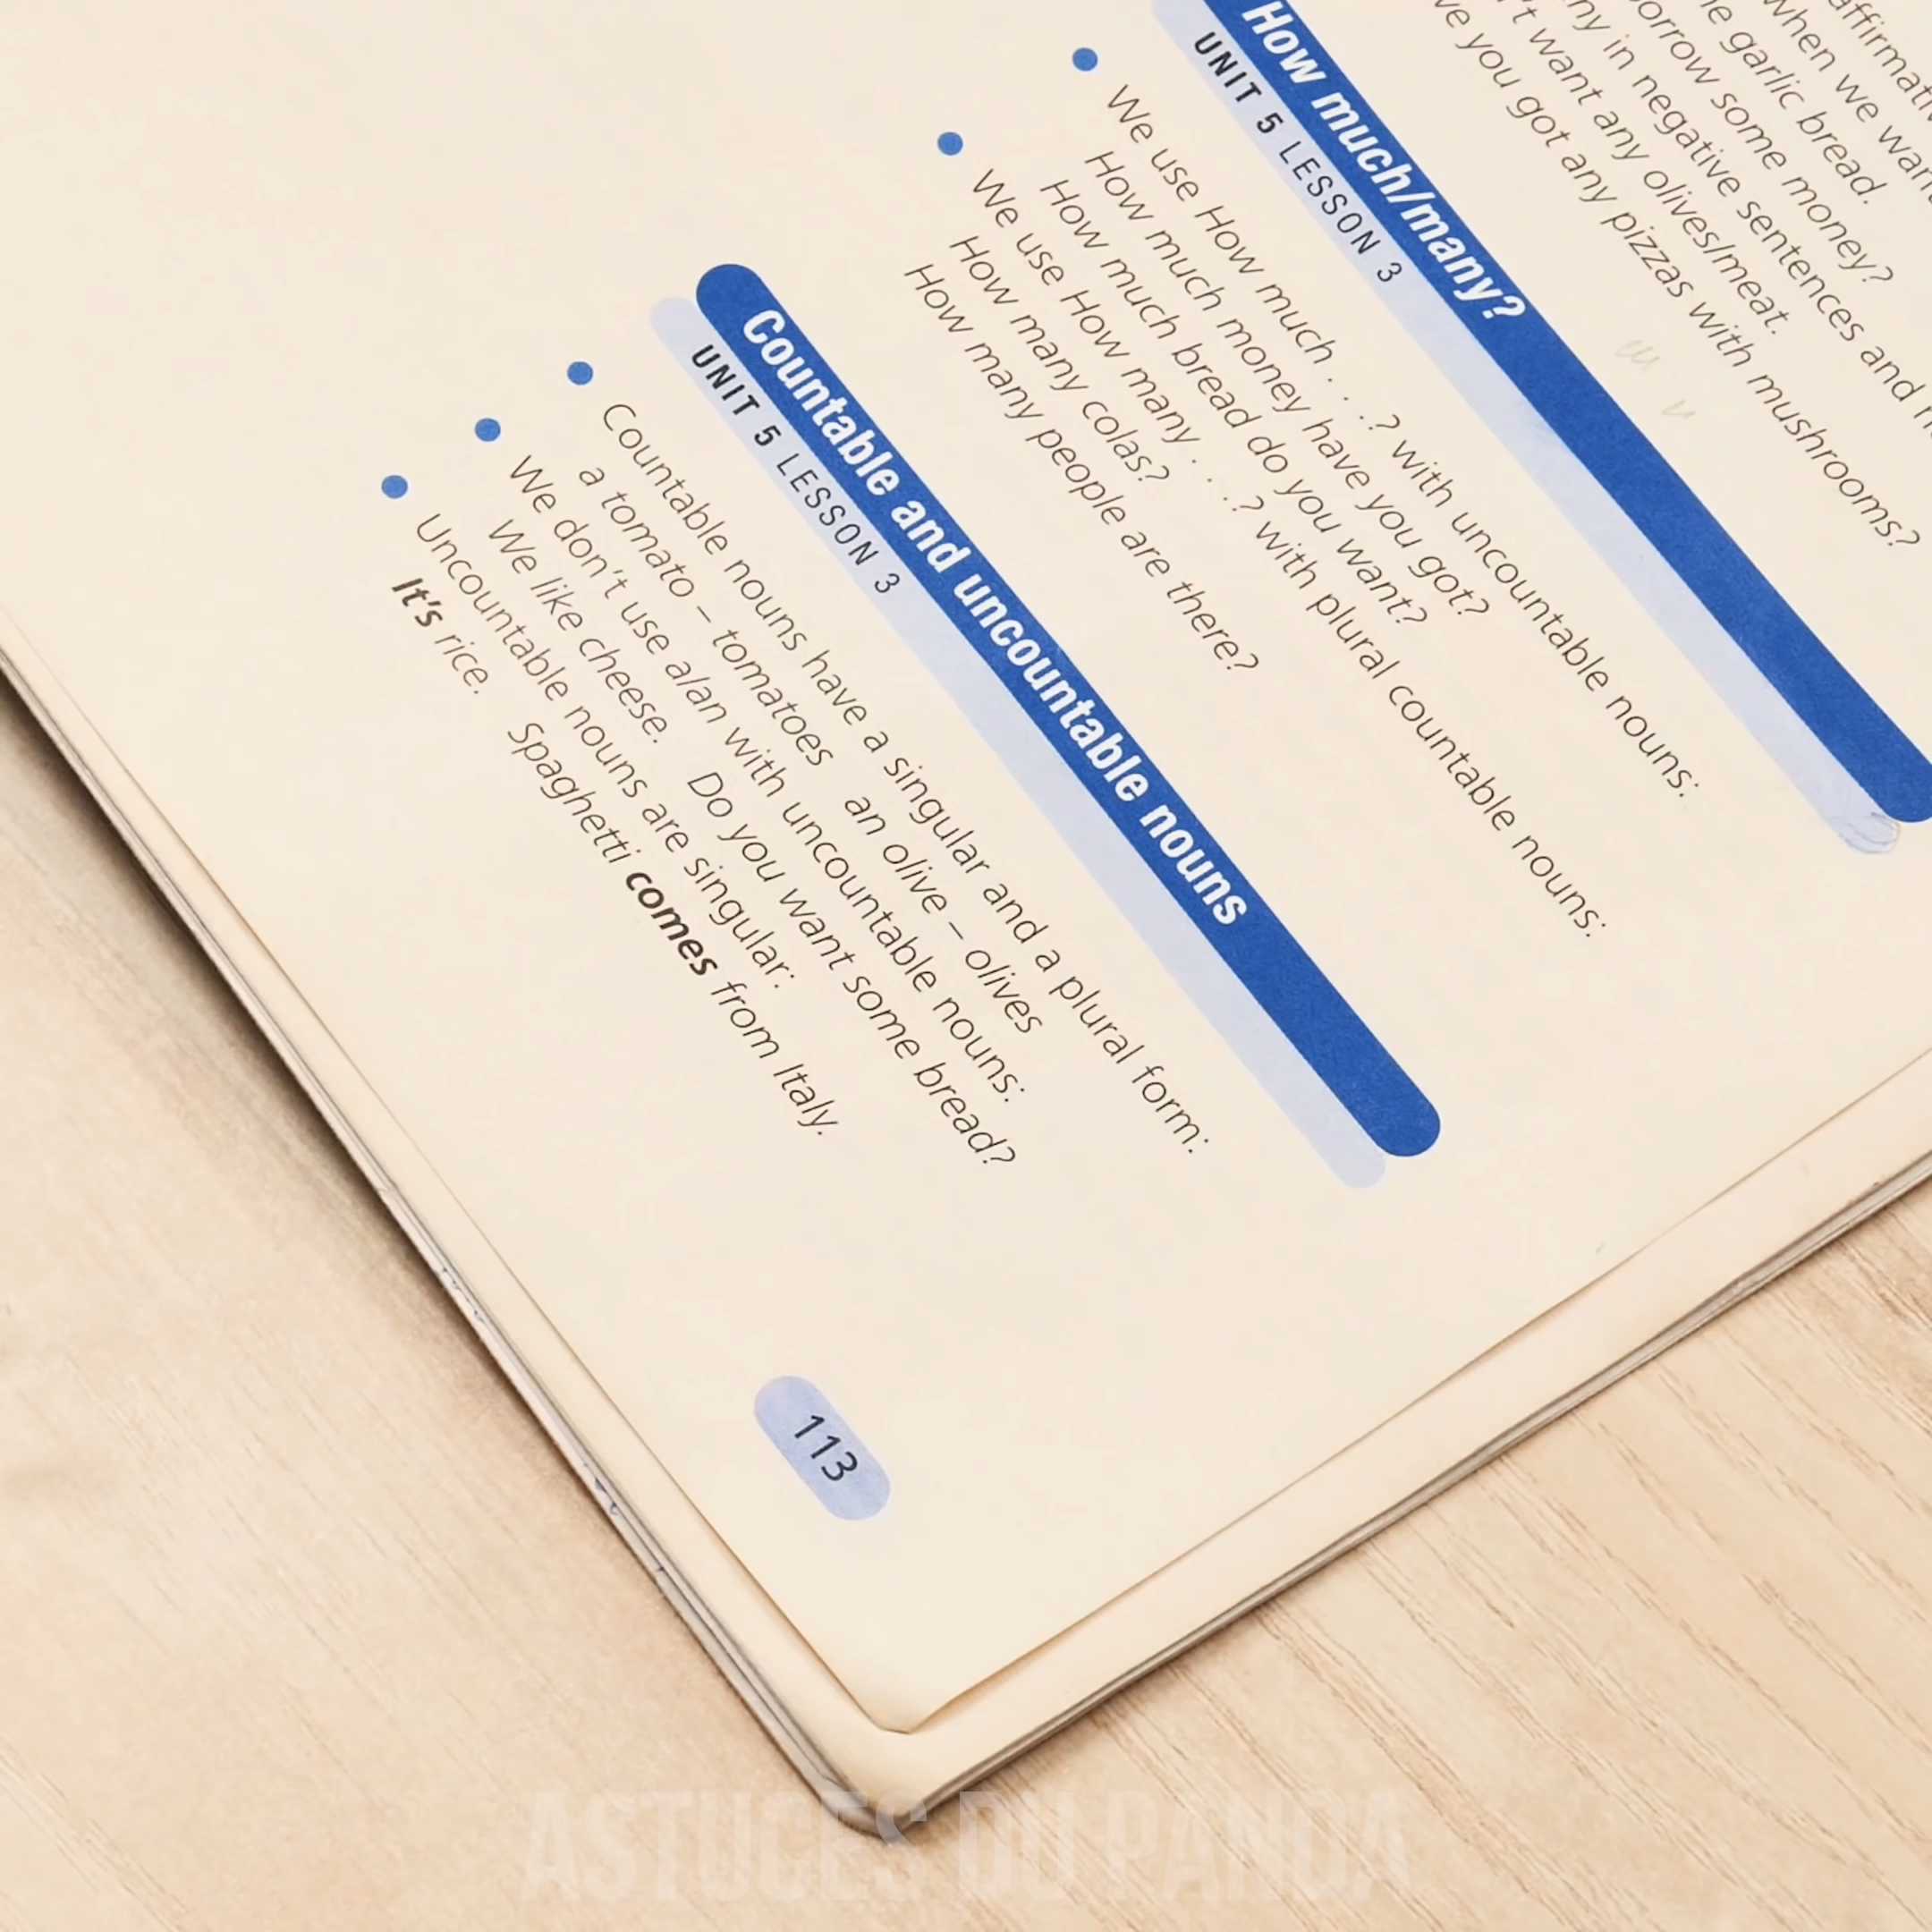 when we want
garlic bread.
borrow some money?
in negative sentences and
want any olives/meat.
you got any pizzas with mushrooms?
How much/many?
UNIT 5 LESSON 3
We use How much . . .? with uncountable nouns:
How much money have you got?
How much bread do you want?
We use How many . . .? with plural countable nouns:
How many colas?
How many people are there?
Countable and uncountable nouns
UNIT 5 LESSON 3
Countable nouns have a singular and a plural form:
a tomato – tomatoes an olive – olives
We don't use a/an with uncountable nouns:
We like cheese. Do you want some bread?
Uncountable nouns are singular:
It's rice. Spaghetti comes from Italy.
113
ASTUCES DU PANDA